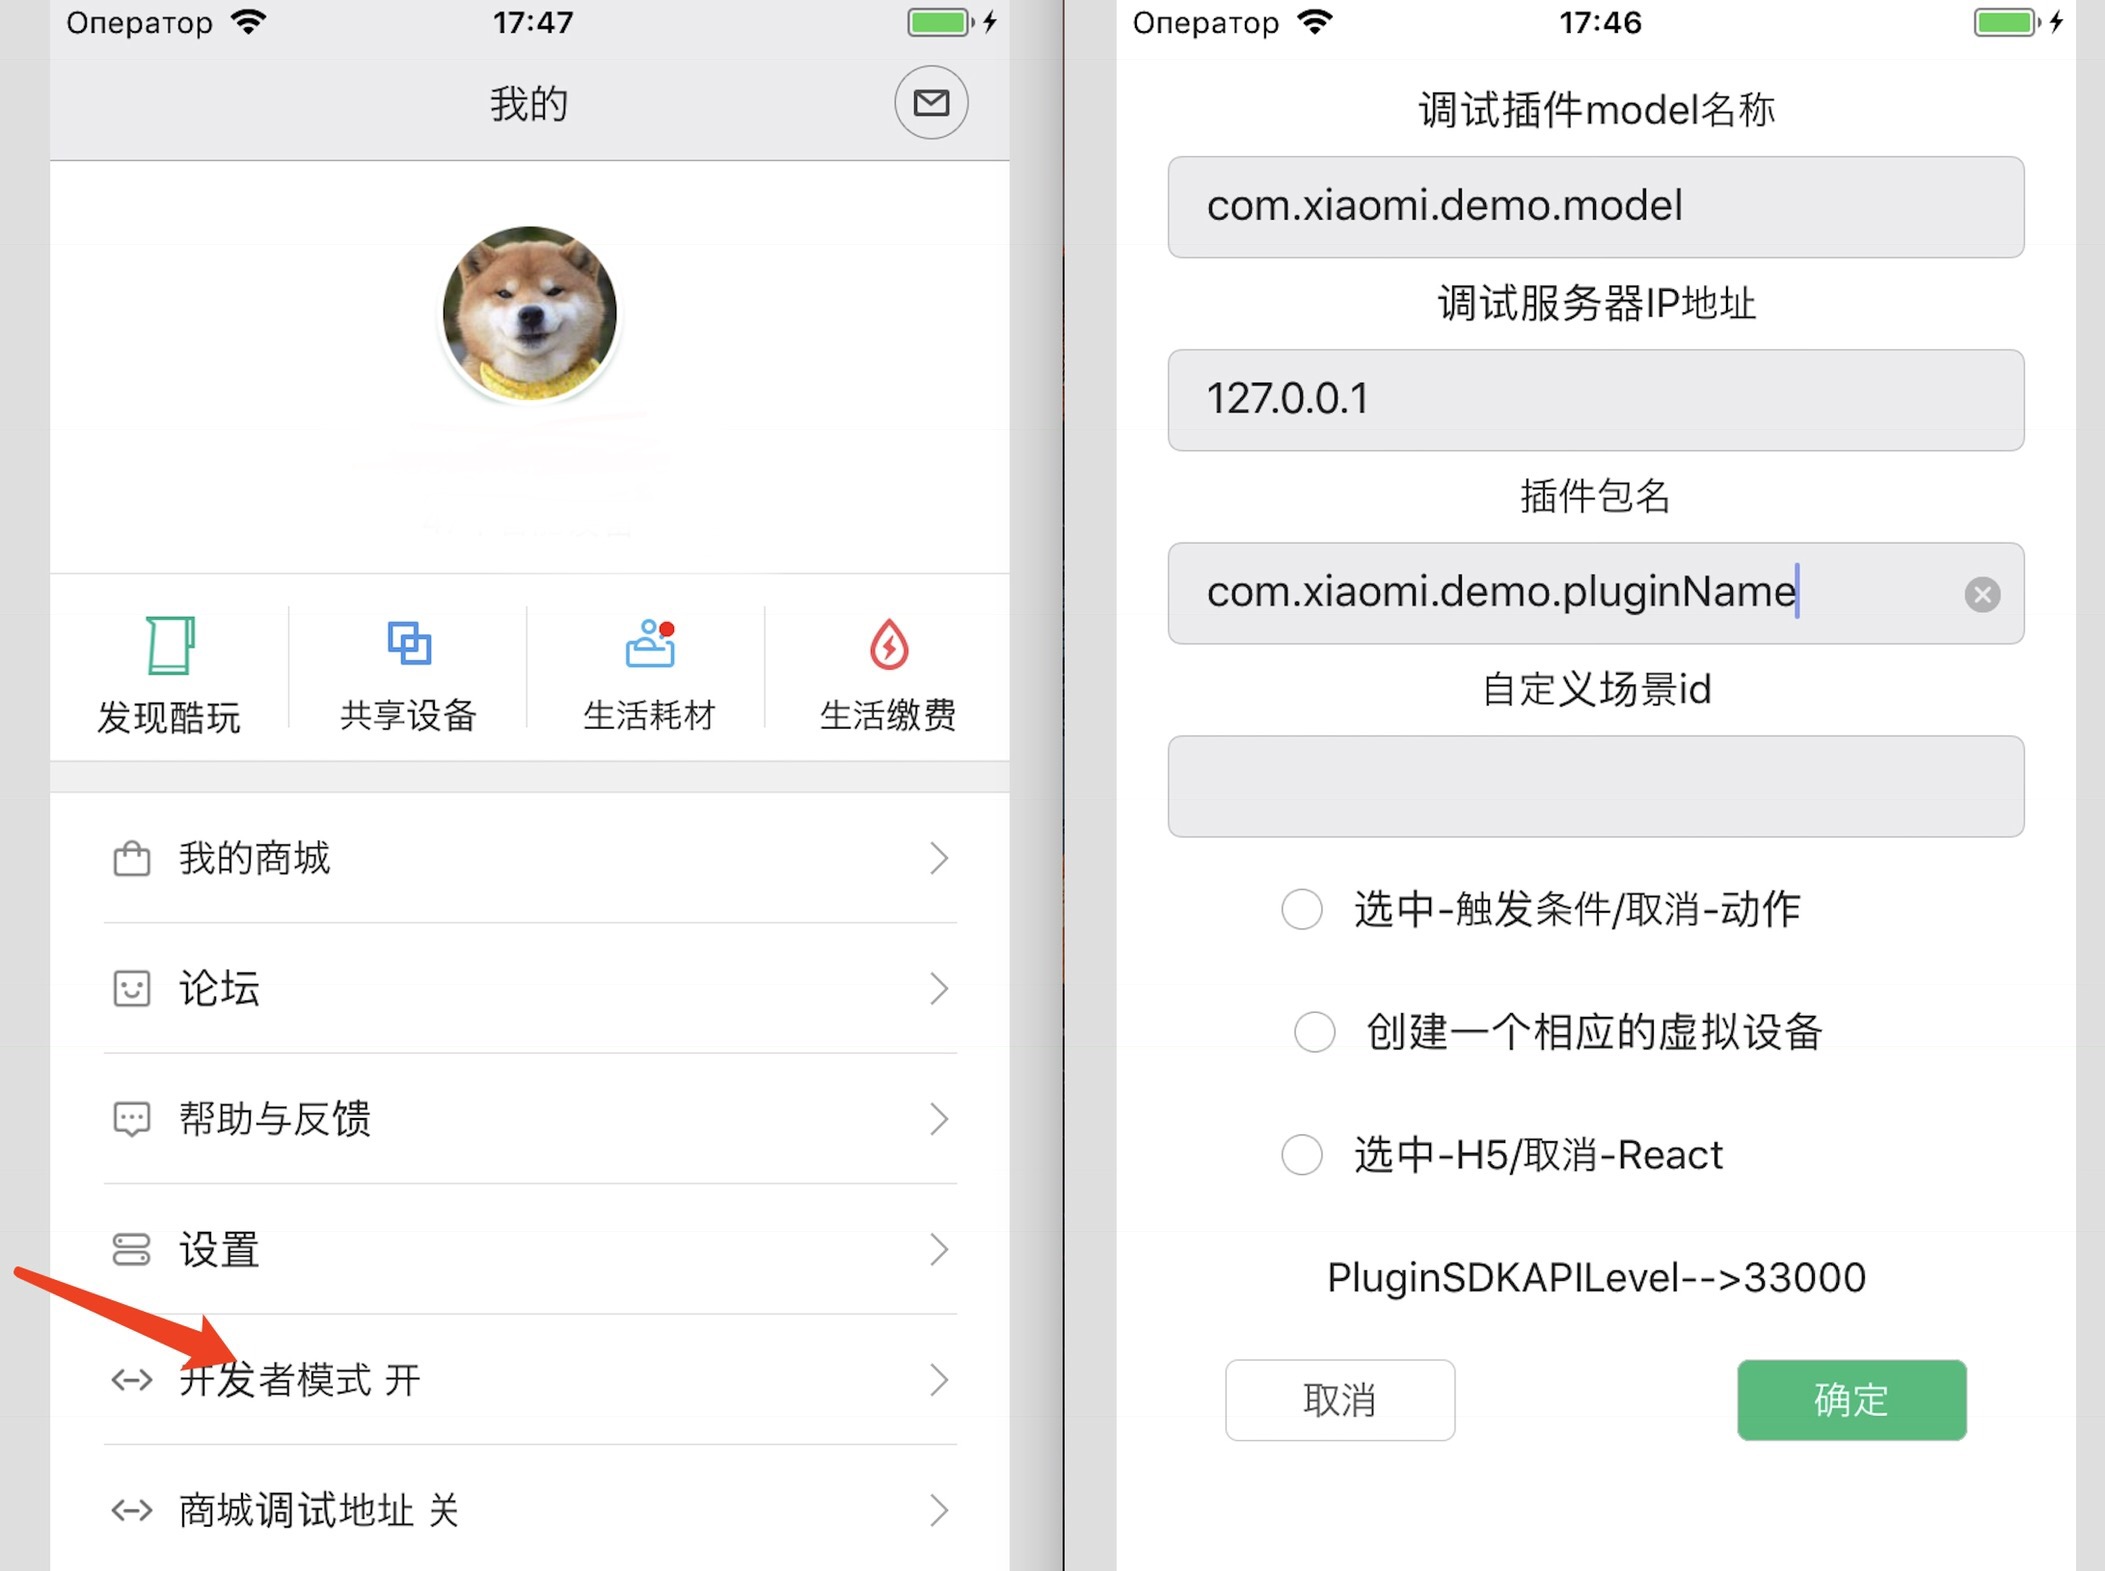 Оператор 17:47
我的
发现酷玩 共享设备 生活耗材 生活缴费
我的商城
论坛
帮助与反馈
设置
开发者模式 开
商城调试地址 关
Оператор 17:46
调试插件model名称
com.xiaomi.demo.model
调试服务器IP地址
127.0.0.1
插件包名
com.xiaomi.demo.pluginName
自定义场景id
选中-触发条件/取消-动作
创建一个相应的虚拟设备
选中-H5/取消-React
PluginSDKAPILevel-->33000
取消 确定